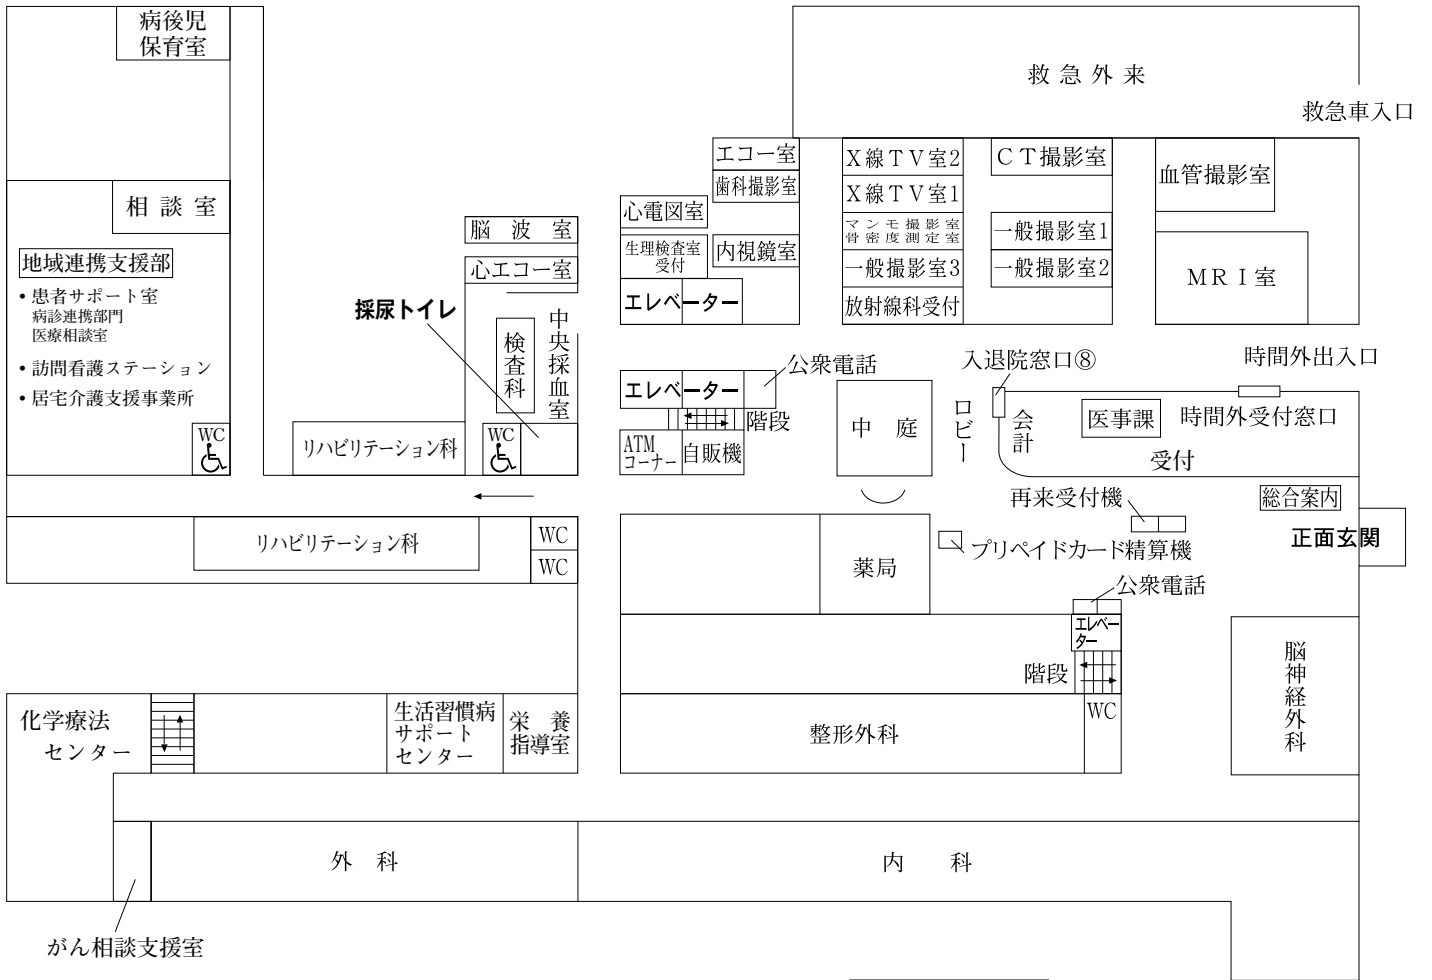 病後児
保育室
救急外来
救急車入口
エコー室
歯科撮影室
X線TV室2
X線TV室1
マンモ撮影室
骨密度測定室
一般撮影室3
放射線科受付
CT撮影室
一般撮影室1
一般撮影室2
血管撮影室
MRI室
相談室
心電図室
生理検査室
受付
内視鏡室
エレベーター
脳波室
心エコー室
地域連携支援部
・患者サポート室
病診連携部門
医療相談室
・訪問看護ステーション
・居宅介護支援事業所
採尿トイレ
検査科
中央採血室
公衆電話
エレベーター
階段
ATM
コーナー
自販機
中庭
ロビー
入退院窓口⑧
会計
医事課
時間外出入口
時間外受付窓口
受付
WC
リハビリテーション科
WC
再来受付機
総合案内
正面玄関
リハビリテーション科
WC
WC
薬局
プリペイドカード精算機
公衆電話
エレベー
ター
階段
WC
脳神経外科
化学療法
センター
生活習慣病
サポート
センター
栄養
指導室
整形外科
外科
内科
がん相談支援室